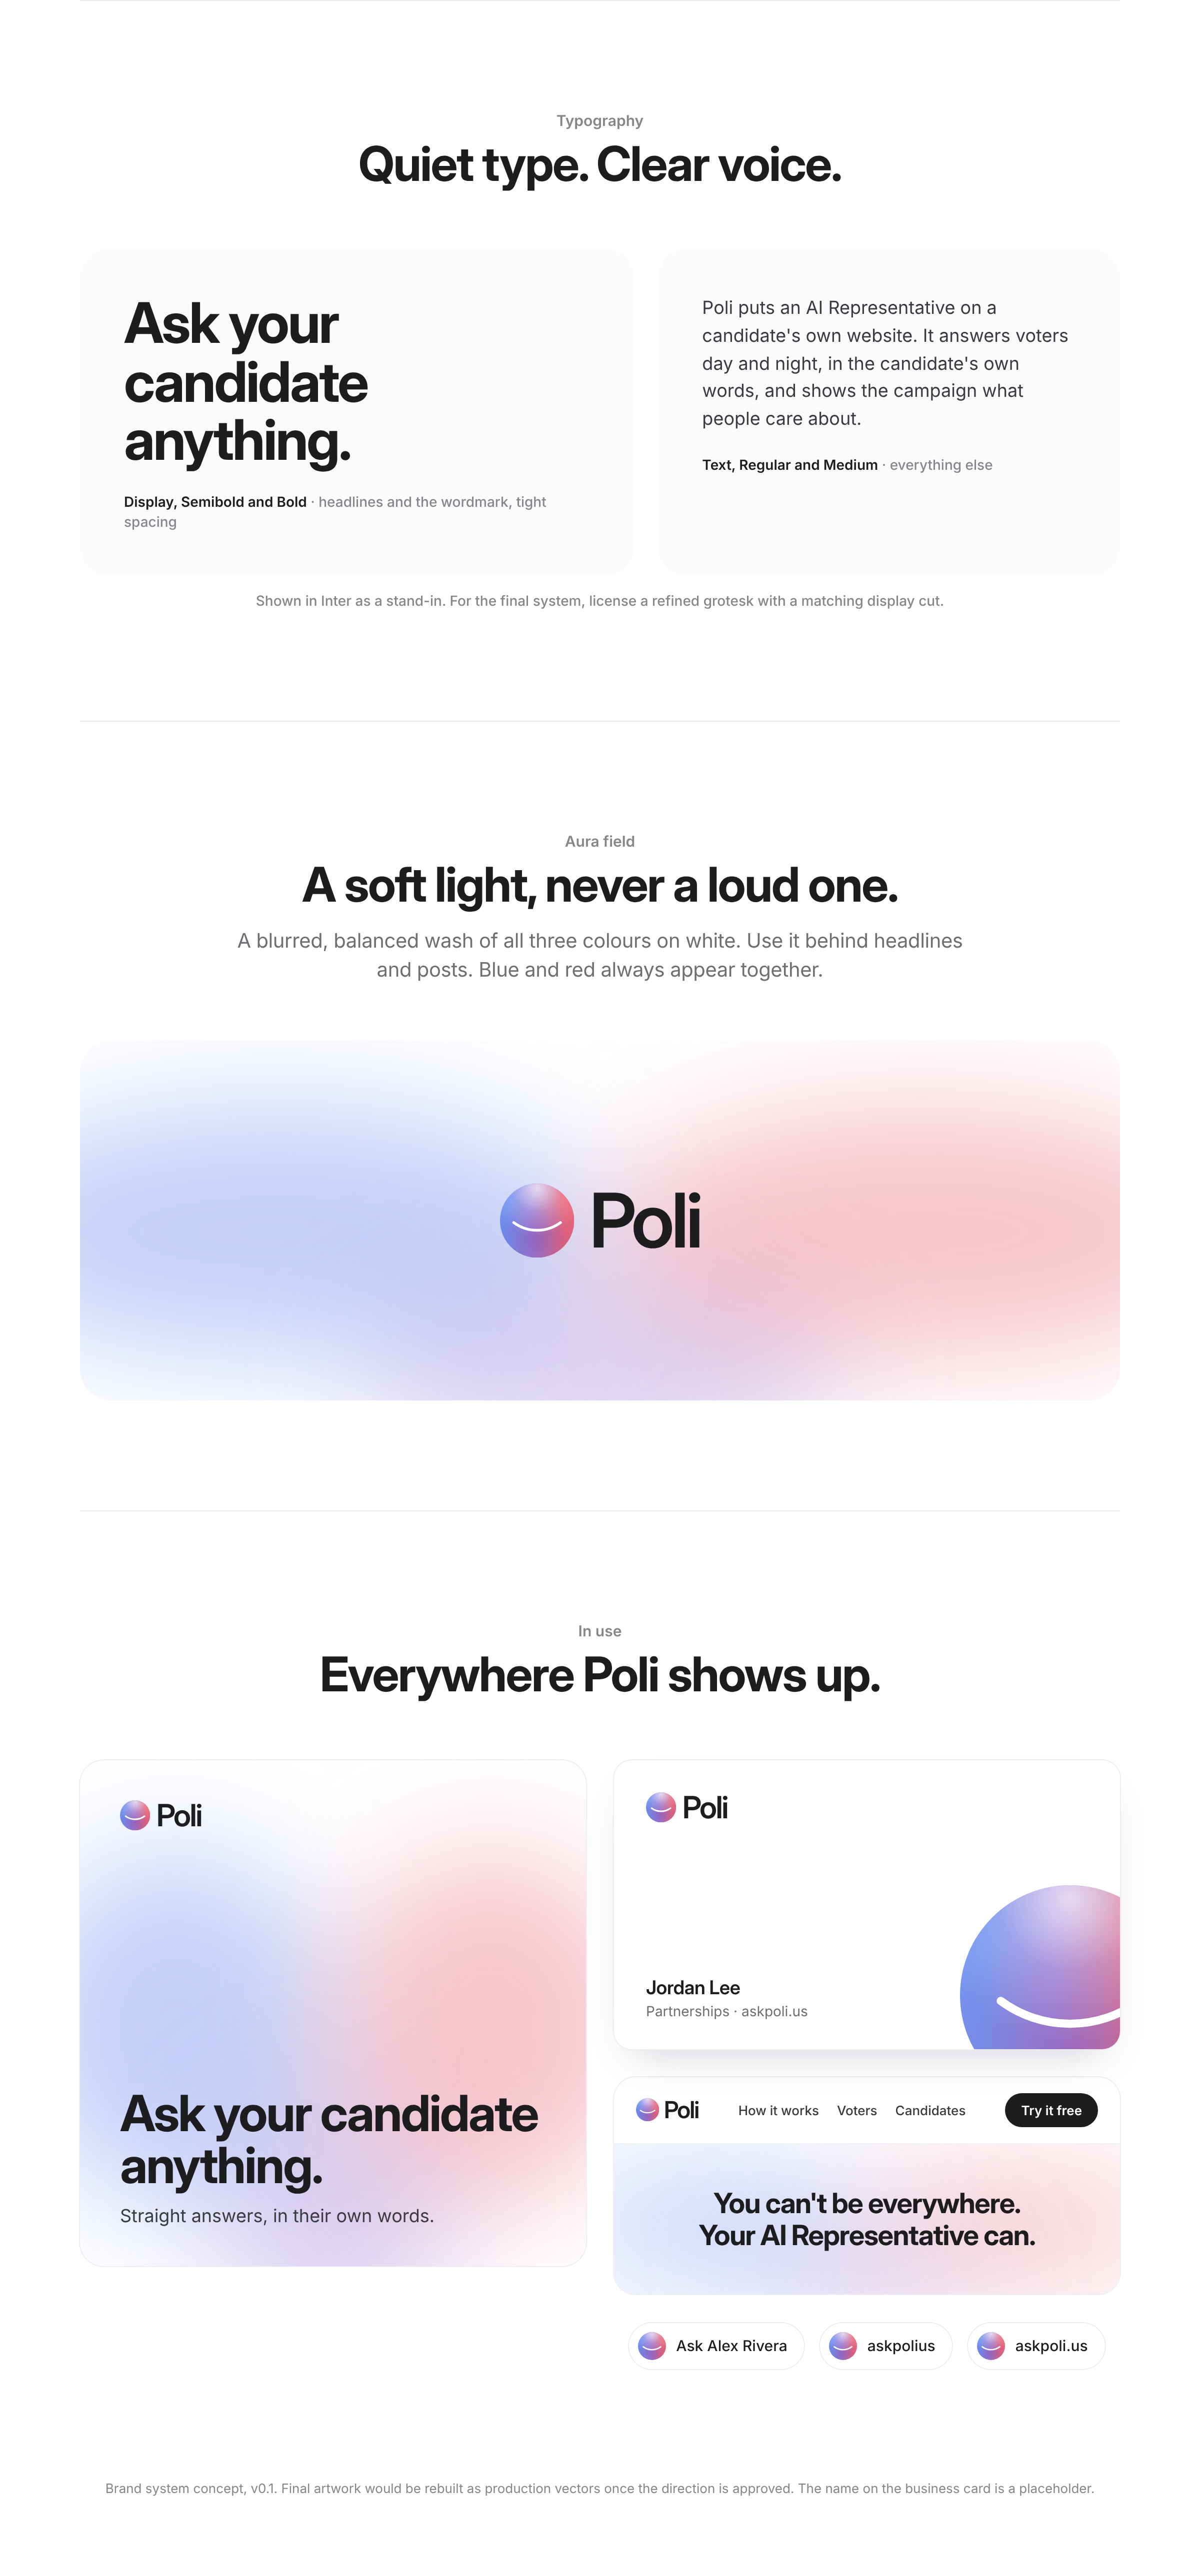 Typography
Quiet type. Clear voice.
Ask your
candidate
anything.
Display, Semibold and Bold · headlines and the wordmark, tight
spacing
Poli puts an AI Representative on a
candidate's own website. It answers voters
day and night, in the candidate's own
words, and shows the campaign what
people care about.
Text, Regular and Medium · everything else
Shown in Inter as a stand-in. For the final system, license a refined grotesk with a matching display cut.
Aura field
A soft light, never a loud one.
A blurred, balanced wash of all three colours on white. Use it behind headlines
and posts. Blue and red always appear together.
Poli
In use
Everywhere Poli shows up.
Poli
Ask your candidate
anything.
Straight answers, in their own words.
Poli
Jordan Lee
Partnerships · askpoli.us
Poli
How it works
Voters
Candidates
Try it free
You can't be everywhere.
Your AI Representative can.
Ask Alex Rivera
askpolius
askpoli.us
Brand system concept, v0.1. Final artwork would be rebuilt as production vectors once the direction is approved. The name on the business card is a placeholder.